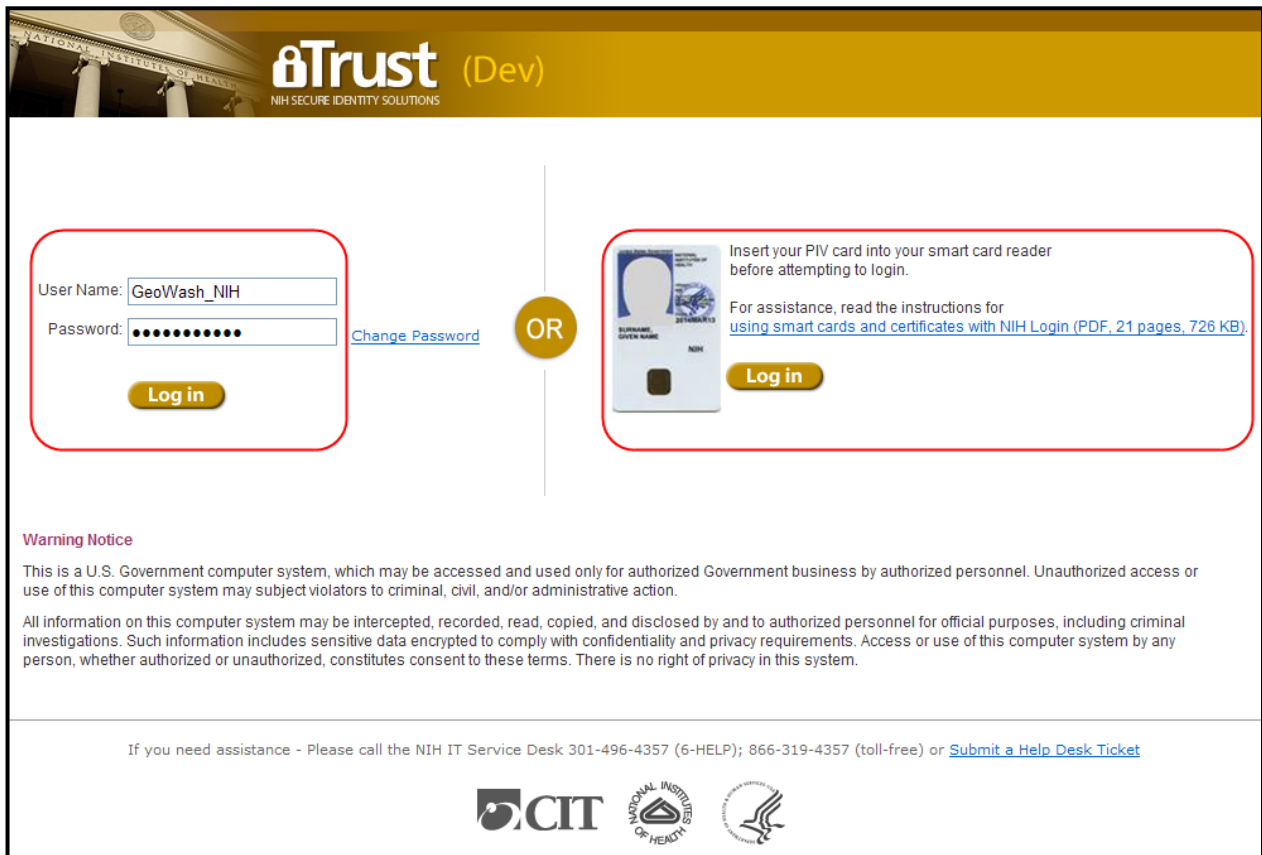 NATIONAL INSTITUTES OF HEALTH
iTrust (Dev)
NIH SECURE IDENTITY SOLUTIONS
User Name: GeoWash_NIH
Password: ●●●●●●●●●●●
Change Password
Log in
OR
NATIONAL INSTITUTES OF HEALTH
2014MAR13
SURNAME,
GIVEN NAME
NIH
Insert your PIV card into your smart card reader
before attempting to login.
For assistance, read the instructions for
using smart cards and certificates with NIH Login (PDF, 21 pages, 726 KB).
Log in
Warning Notice
This is a U.S. Government computer system, which may be accessed and used only for authorized Government business by authorized personnel. Unauthorized access or
use of this computer system may subject violators to criminal, civil, and/or administrative action.
All information on this computer system may be intercepted, recorded, read, copied, and disclosed by and to authorized personnel for official purposes, including criminal
investigations. Such information includes sensitive data encrypted to comply with confidentiality and privacy requirements. Access or use of this computer system by any
person, whether authorized or unauthorized, constitutes consent to these terms. There is no right of privacy in this system.
If you need assistance - Please call the NIH IT Service Desk 301-496-4357 (6-HELP); 866-319-4357 (toll-free) or Submit a Help Desk Ticket
CIT
NATIONAL INSTITUTES OF HEALTH